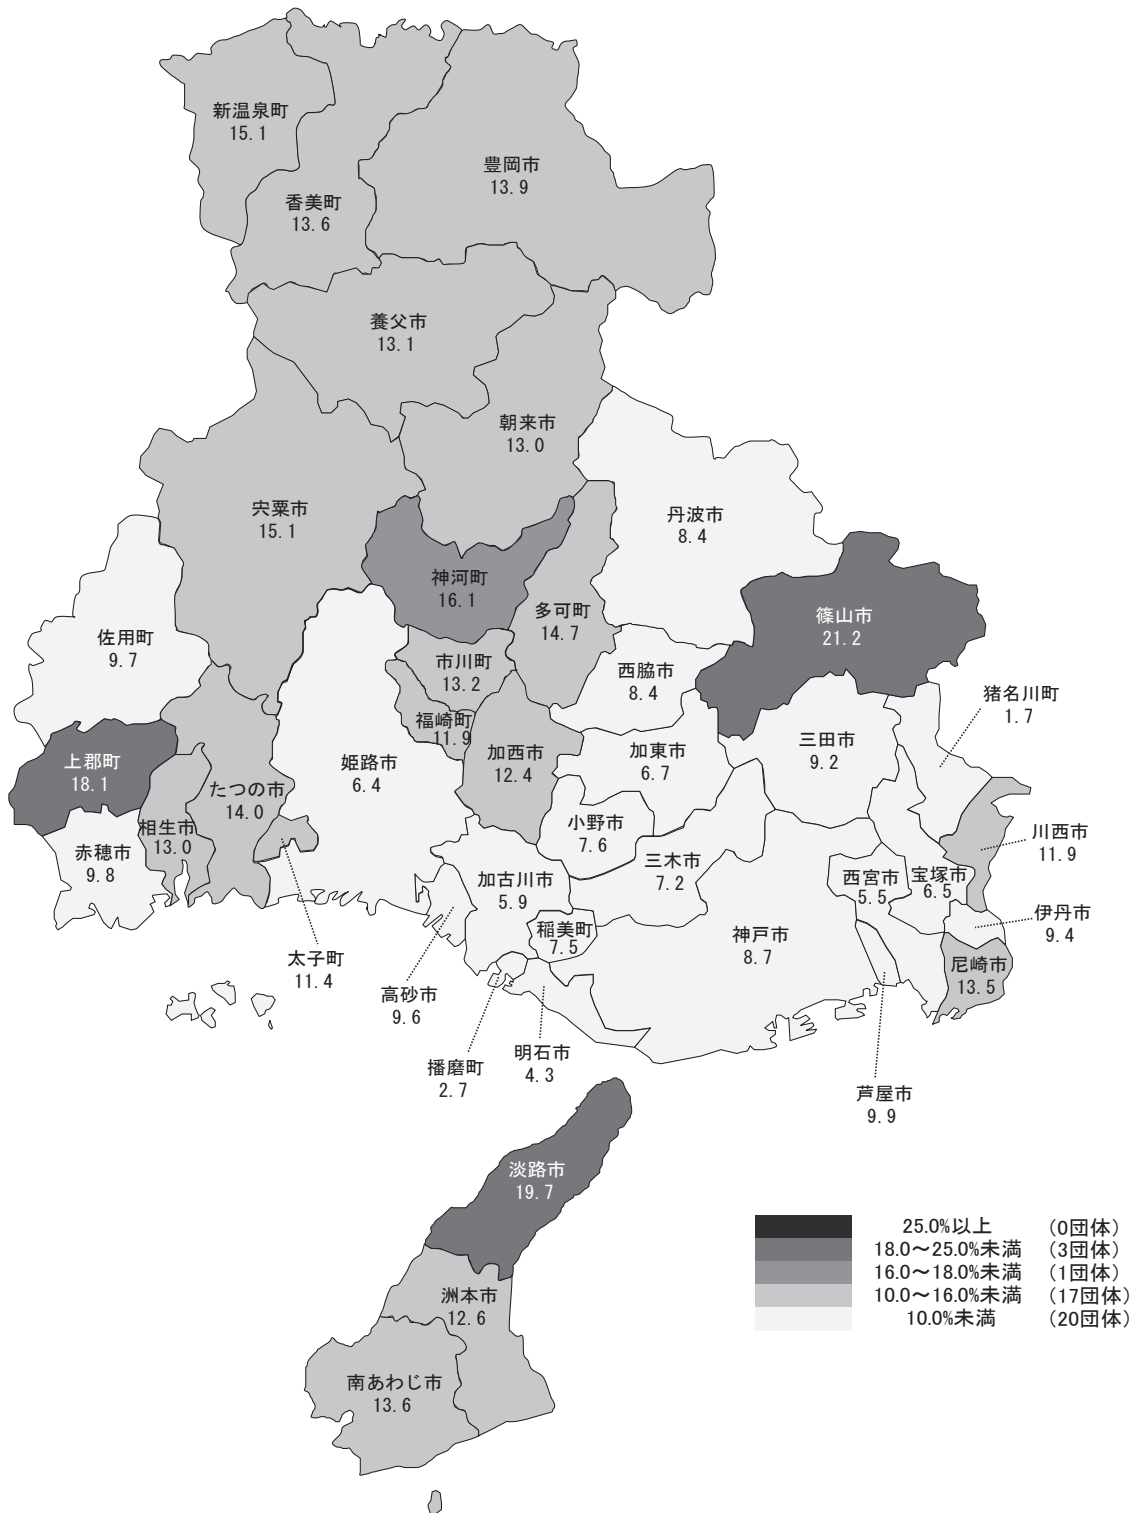 新温泉町
15.1
豊岡市
13.9
香美町
13.6
養父市
13.1
朝来市
13.0
宍粟市
15.1
丹波市
8.4
神河町
16.1
多可町
14.7
篠山市
21.2
佐用町
9.7
市川町
13.2
西脇市
8.4
猪名川町
1.7
福崎町
11.9
上郡町
18.1
姫路市
6.4
加西市
12.4
加東市
6.7
三田市
9.2
たつの市
14.0
相生市
13.0
赤穂市
9.8
小野市
7.6
川西市
11.9
三木市
7.2
加古川市
5.9
西宮市
5.5
宝塚市
6.5
伊丹市
9.4
稲美町
7.5
神戸市
8.7
太子町
11.4
尼崎市
13.5
高砂市
9.6
播磨町
2.7
明石市
4.3
芦屋市
9.9
淡路市
19.7
洲本市
12.6
南あわじ市
13.6
25.0%以上 (0団体)
18.0～25.0%未満 (3団体)
16.0～18.0%未満 (1団体)
10.0～16.0%未満 (17団体)
10.0%未満 (20団体)